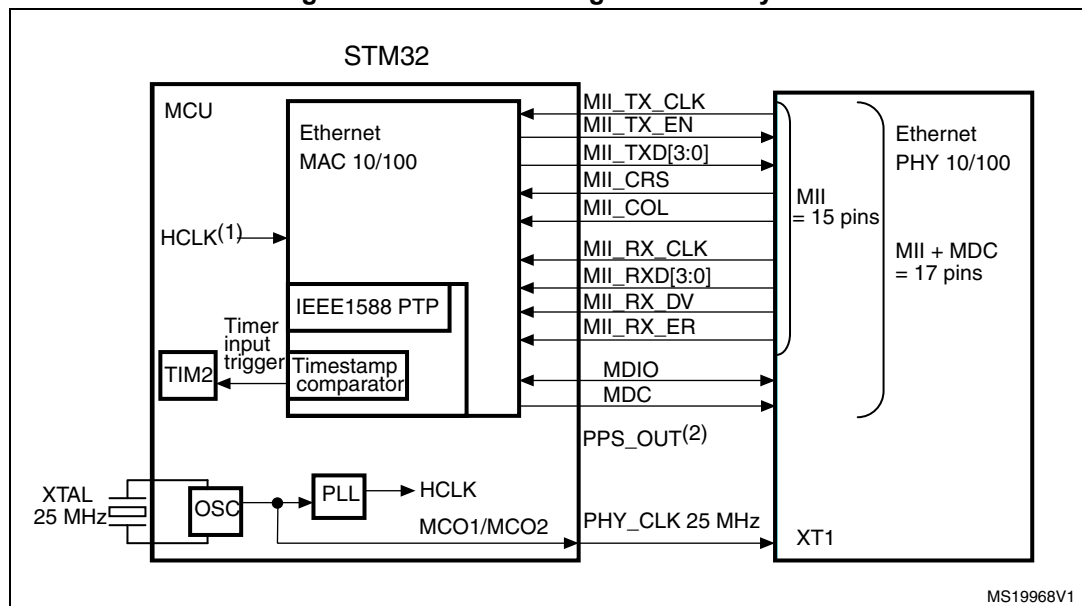 STM32
MCU
Ethernet
MAC 10/100
HCLK(1)
IEEE1588 PTP
Timer
input
trigger
TIM2
Timestamp
comparator
XTAL
25 MHz
OSC
PLL
HCLK
MCO1/MCO2
MII_TX_CLK
MII_TX_EN
MII_TXD[3:0]
MII_CRS
MII_COL
MII_RX_CLK
MII_RXD[3:0]
MII_RX_DV
MII_RX_ER
MDIO
MDC
PPS_OUT(2)
PHY_CLK 25 MHz
MII
= 15 pins
Ethernet
PHY 10/100
MII + MDC
= 17 pins
XT1
MS19968V1